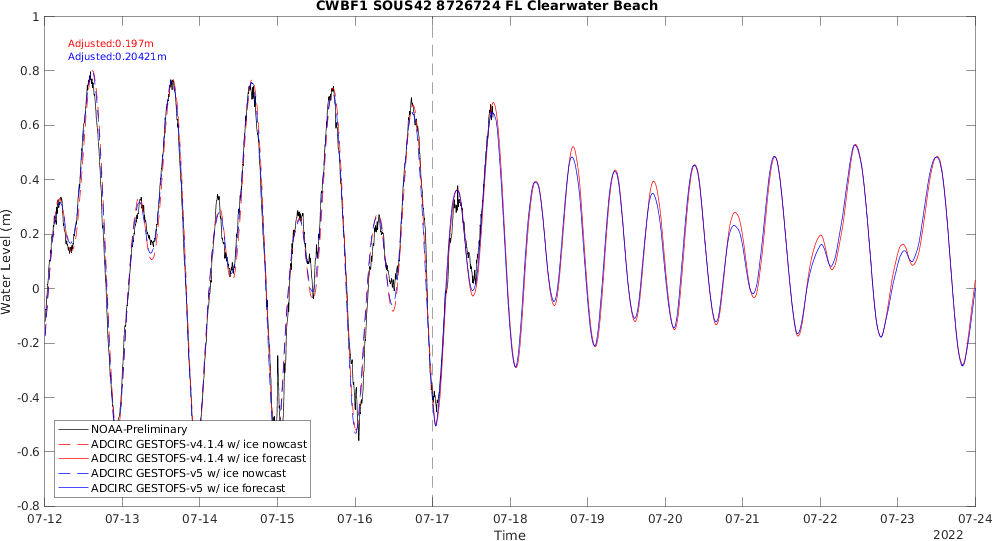 CWBF1 SOUS42 8726724 FL Clearwater Beach
Adjusted:0.197m
Adjusted:0.20421m
1
0.8
0.6
0.4
0.2
0
-0.2
-0.4
-0.6
-0.8
Water Level (m)
NOAA-Preliminary
ADCIRC GESTOFS-v4.1.4 w/ ice nowcast
ADCIRC GESTOFS-v4.1.4 w/ ice forecast
ADCIRC GESTOFS-v5 w/ ice nowcast
ADCIRC GESTOFS-v5 w/ ice forecast
07-12 07-13 07-14 07-15 07-16 07-17 07-18 07-19 07-20 07-21 07-22 07-23 07-24
Time
2022